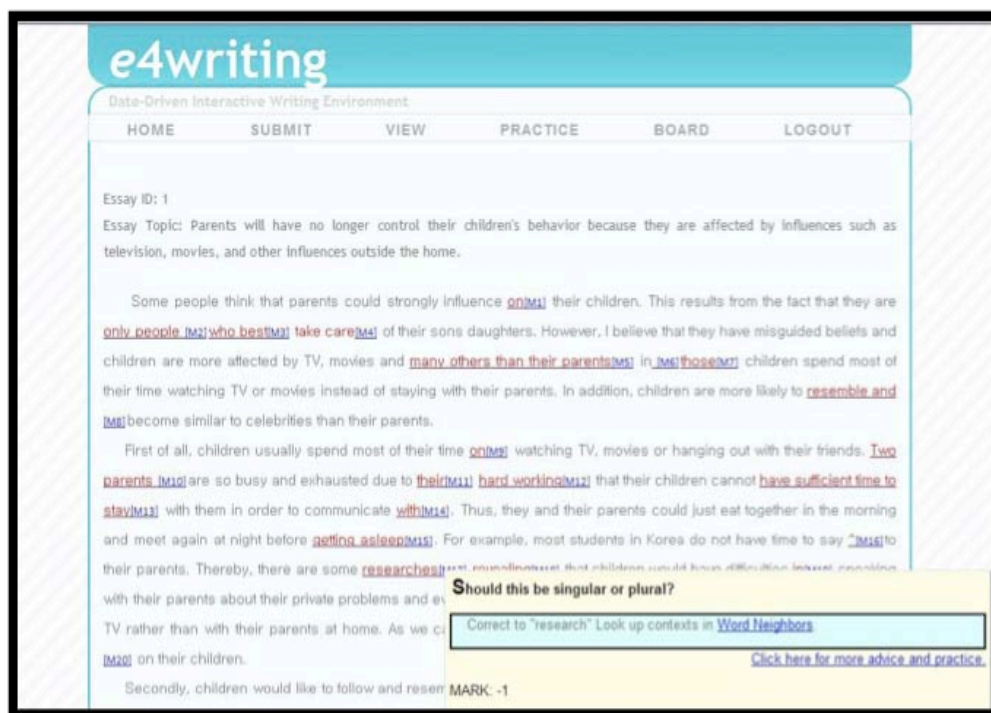 e4writing
Date-Driven Interactive Writing Environment
HOME SUBMIT VIEW PRACTICE BOARD LOGOUT
Essay ID: 1
Essay Topic: Parents will have no longer control their children's behavior because they are affected by influences such as
television, movies, and other influences outside the home.
Some people think that parents could strongly influence on[M1] their children. This results from the fact that they are
only people [M2]who best[M3] take care[M4] of their sons daughters. However, I believe that they have misguided beliefs and
children are more affected by TV, movies and many others than their parents[M5] in [M6]those[M7] children spend most of
their time watching TV or movies instead of staying with their parents. In addition, children are more likely to resemble and
[M8]become similar to celebrities than their parents.
First of all, children usually spend most of their time on[M9] watching TV, movies or hanging out with their friends. Two
parents [M10]are so busy and exhausted due to their[M11] hard working[M12] that their children cannot have sufficient time to
stay[M13] with them in order to communicate with[M14]. Thus, they and their parents could just eat together in the morning
and meet again at night before getting asleep[M15]. For example, most students in Korea do not have time to say "[M16]to
their parents. Thereby, there are some researches
with their parents about their private problems and
TV rather than with their parents at home. As we
[M20] on their children.
Secondly, children would like to follow and
Should this be singular or plural?
Correct to "research" Look up contexts in Word Neighbors.
Click here for more advice and practice.
MARK: -1